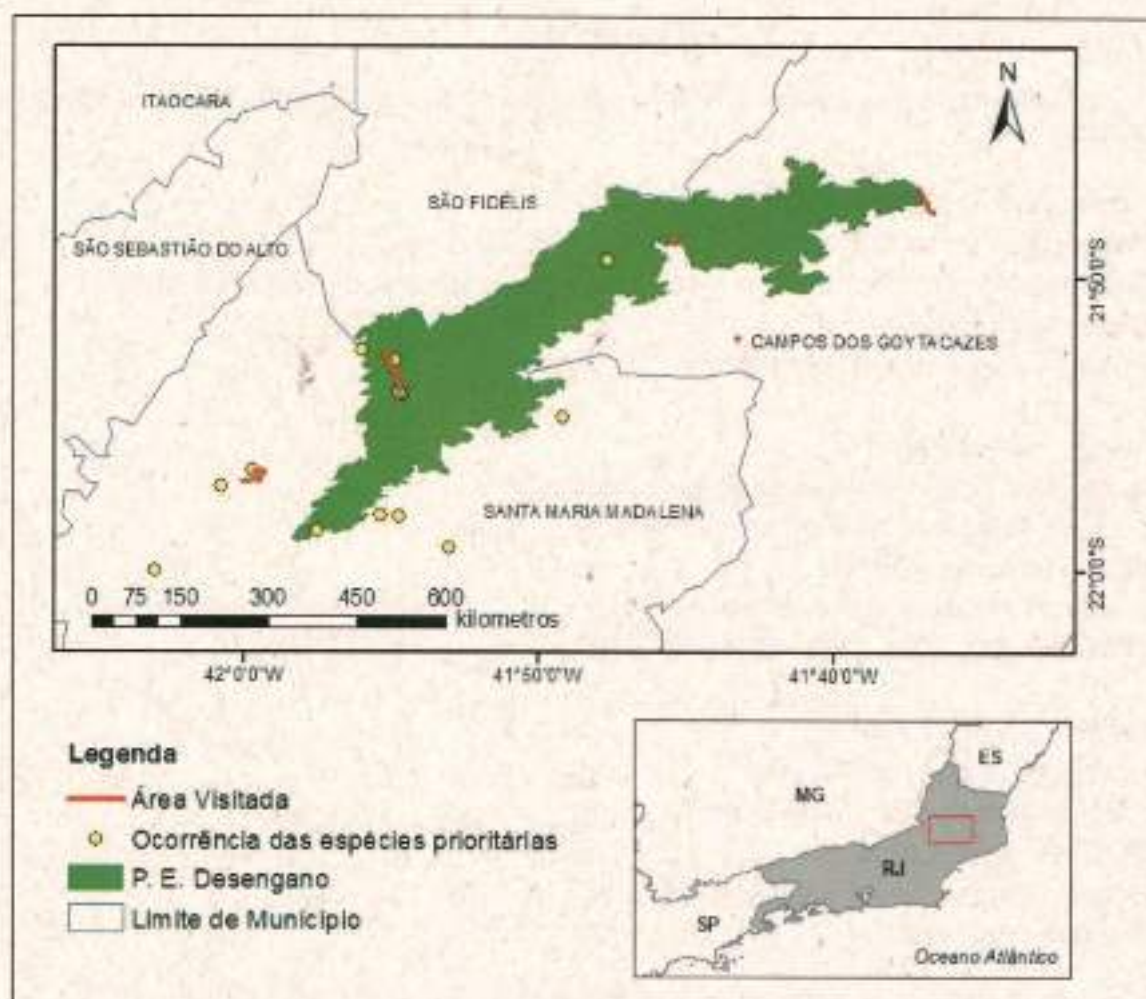 N
ITAOCARA
SÃO FIDÉLIS
SÃO SEBASTIÃO DO ALTO
21°50'0"S
CAMPOS DOS GOYTACAZES
SANTA MARIA MADALENA
22°0'0"S
0 75 150 300 450 600
kilometros
42°0'0"W 41°50'0"W 41°40'0"W
Legenda
Área Visitada
Ocorrência das espécies prioritárias
P. E. Desengano
Limite de Município
ES
MG
RJ
SP
Oceano Atlântico